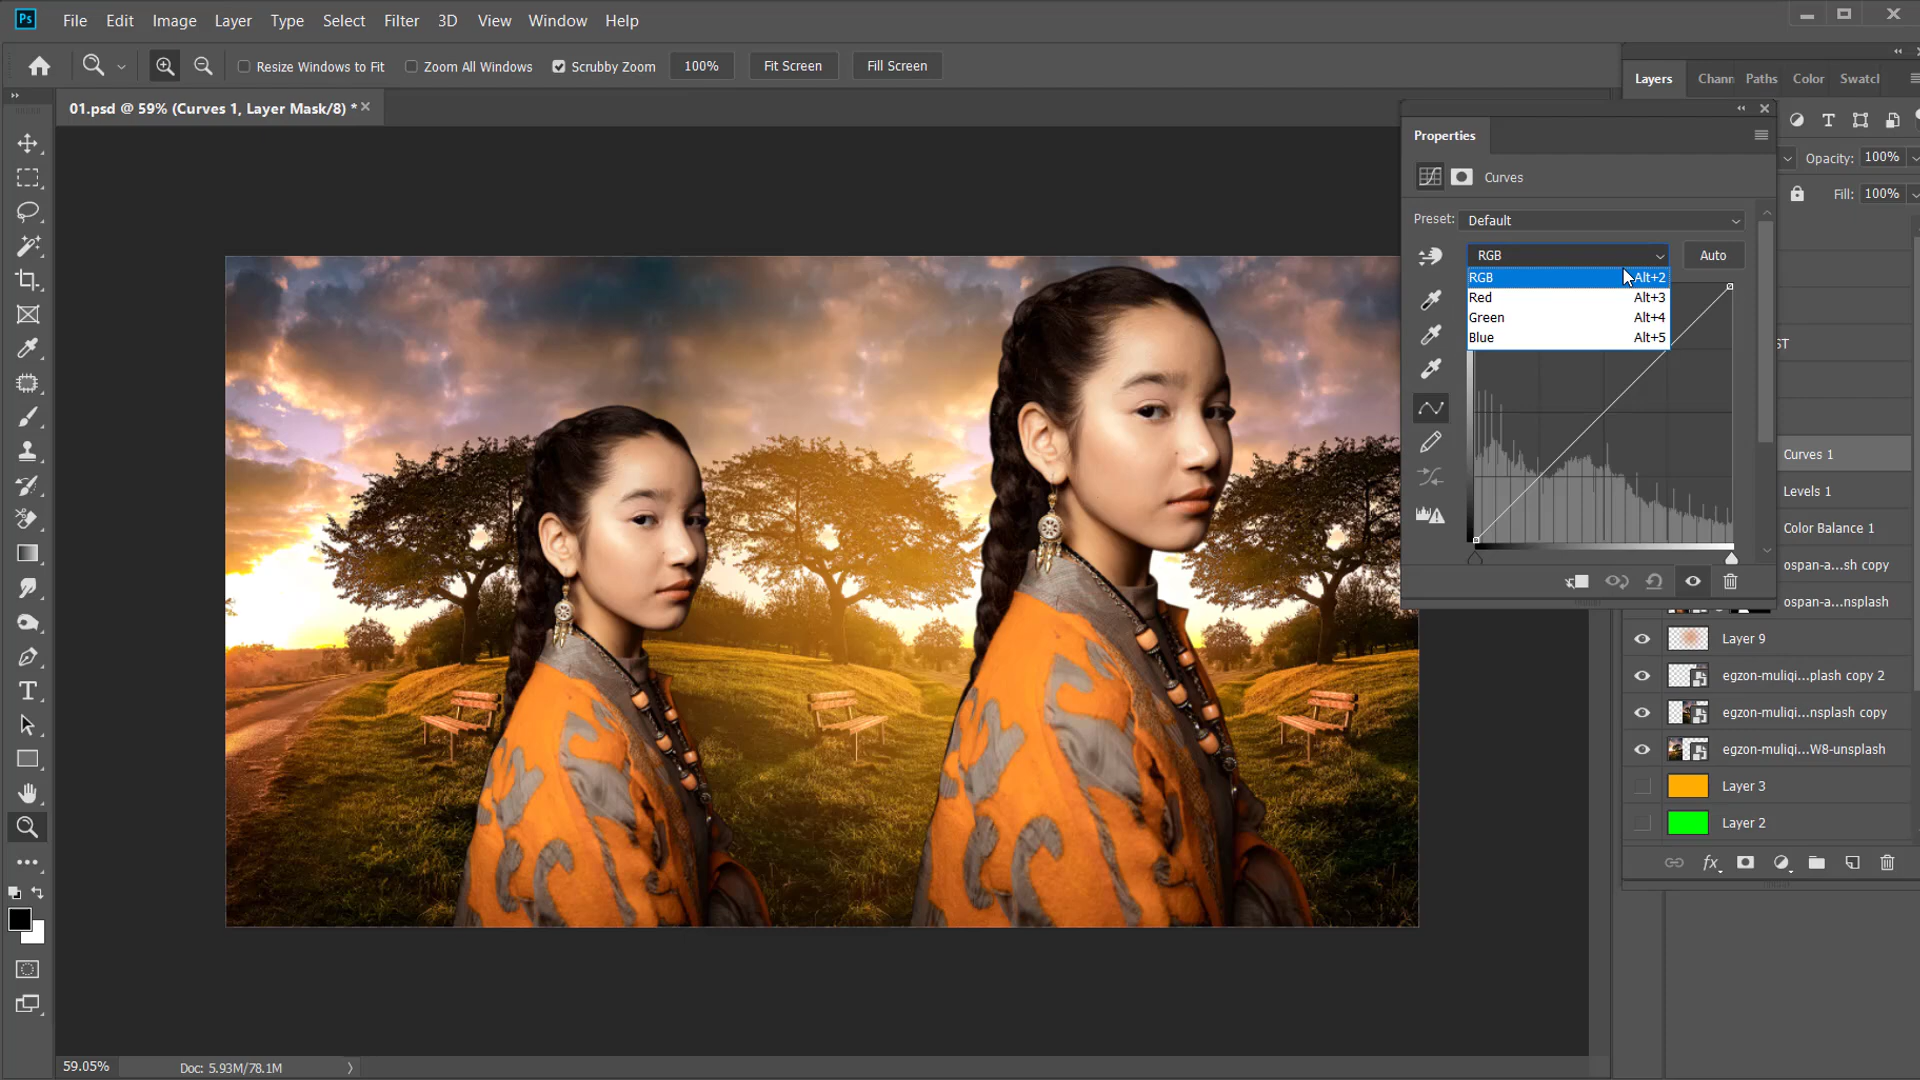 Ps File Edit Image Layer Type Select Filter 3D View Window Help
Resize Windows to Fit Zoom All Windows Scrubby Zoom 100% Fit Screen Fill Screen
Layers Chann Paths Color Swatcl
01.psd @ 59% (Curves 1, Layer Mask/8) *
Properties
Opacity: 100%
Curves
Fill: 100%
Preset: Default
RGB Auto
RGB Alt+2
Red Alt+3
Green Alt+4
Blue Alt+5
ST
Curves 1
Levels 1
Color Balance 1
ospan-a...sh copy
ospan-a...nsplash
Layer 9
egzon-muliqi...plash copy 2
egzon-muliqi...nsplash copy
egzon-muliqi...W8-unsplash
Layer 3
Layer 2
fx
59.05% Doc: 5.93M/78.1M